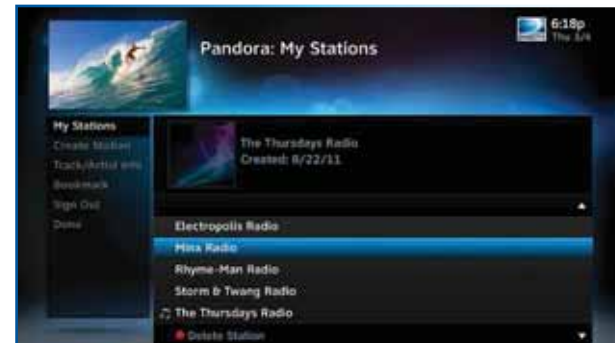 Pandora: My Stations
6:18p
Thu 3/4
My Stations
Create Station
Track/Artist Info
Bookmark
Sign Out
Done
The Thursdays Radio
Created: 8/22/11
Electropolis Radio
Minx Radio
Rhyme-Man Radio
Storm & Twang Radio
The Thursdays Radio
Delete Station